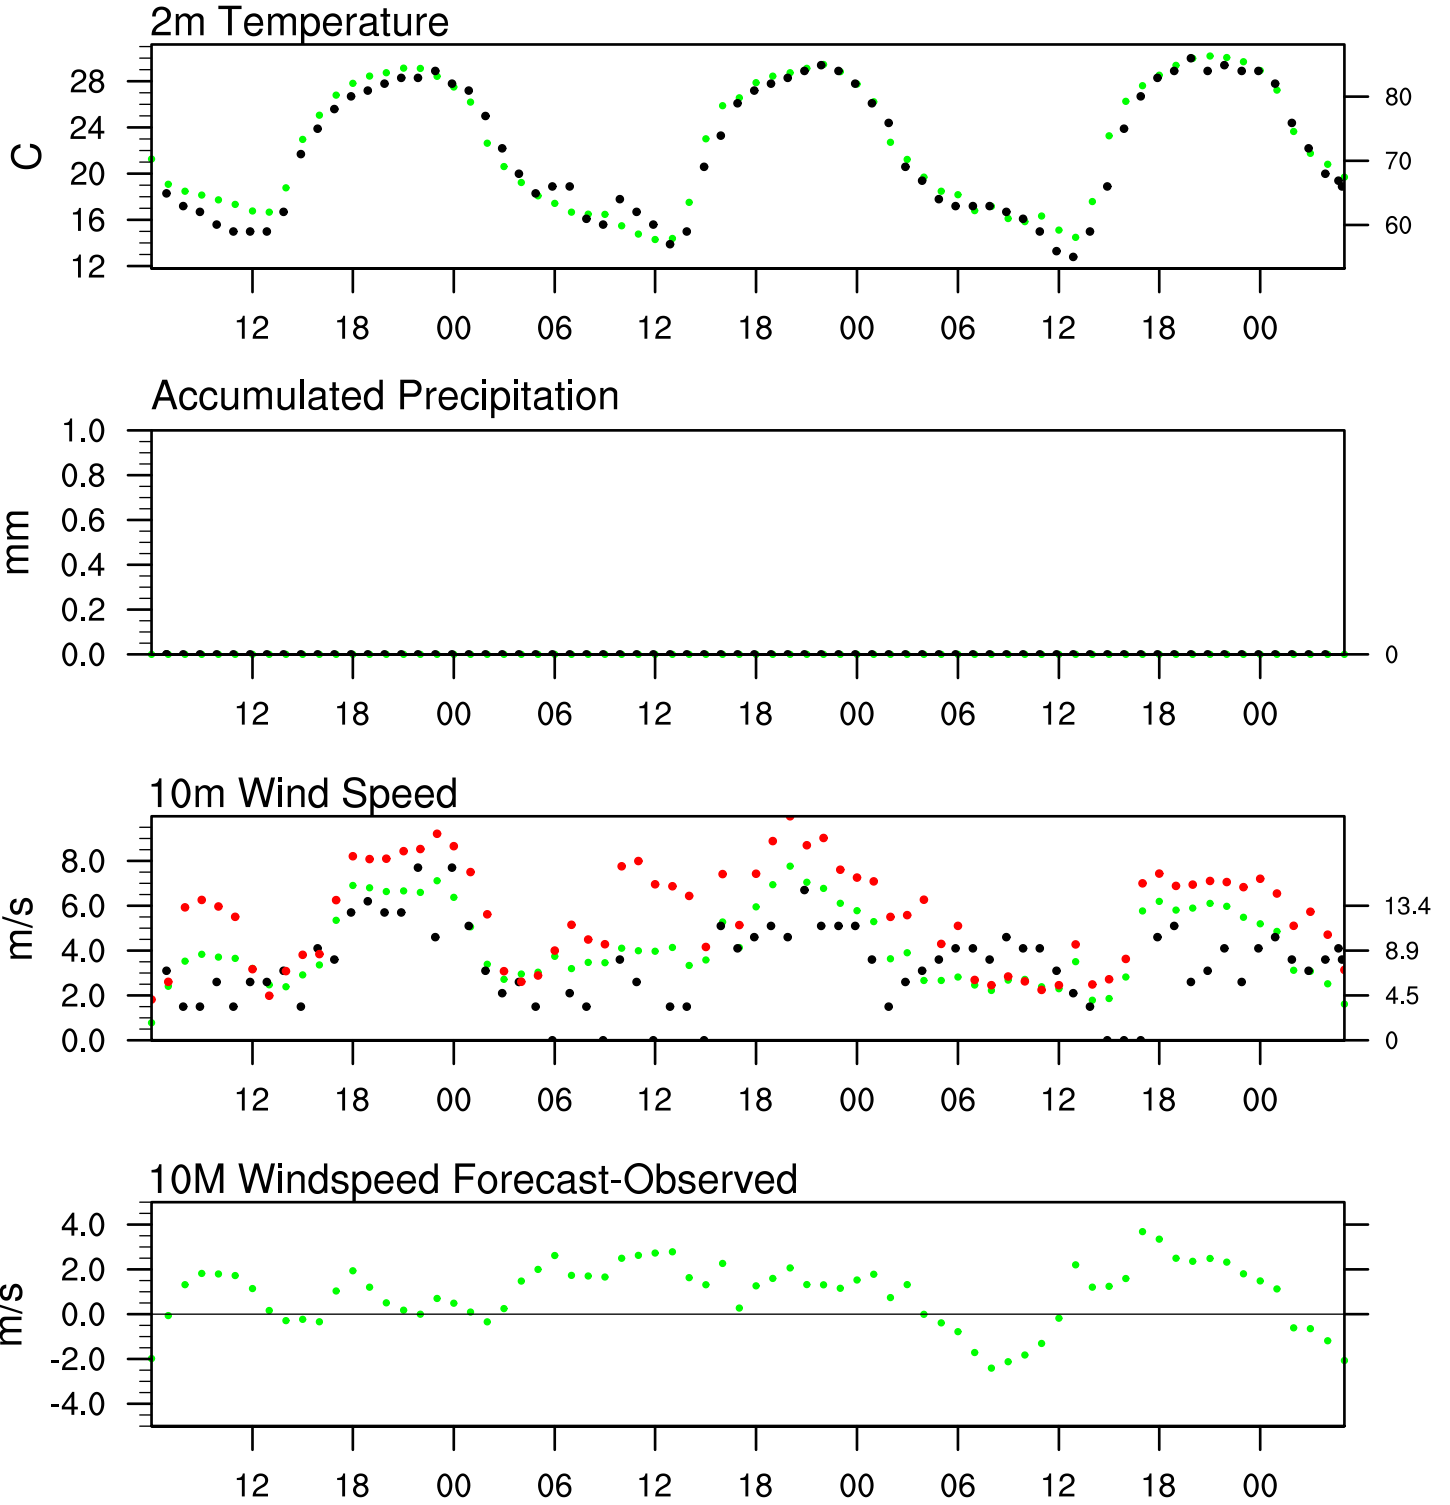 2m Temperature
28
24
20
16
12
C
80
70
60
12 18 00 06 12 18 00 06 12 18 00
Accumulated Precipitation
1.0
0.8
0.6
0.4
0.2
0.0
mm
0
12 18 00 06 12 18 00 06 12 18 00
10m Wind Speed
8.0
6.0
4.0
2.0
0.0
m/s
13.4
8.9
4.5
0
12 18 00 06 12 18 00 06 12 18 00
10M Windspeed Forecast-Observed
4.0
2.0
0.0
-2.0
-4.0
m/s
12 18 00 06 12 18 00 06 12 18 00